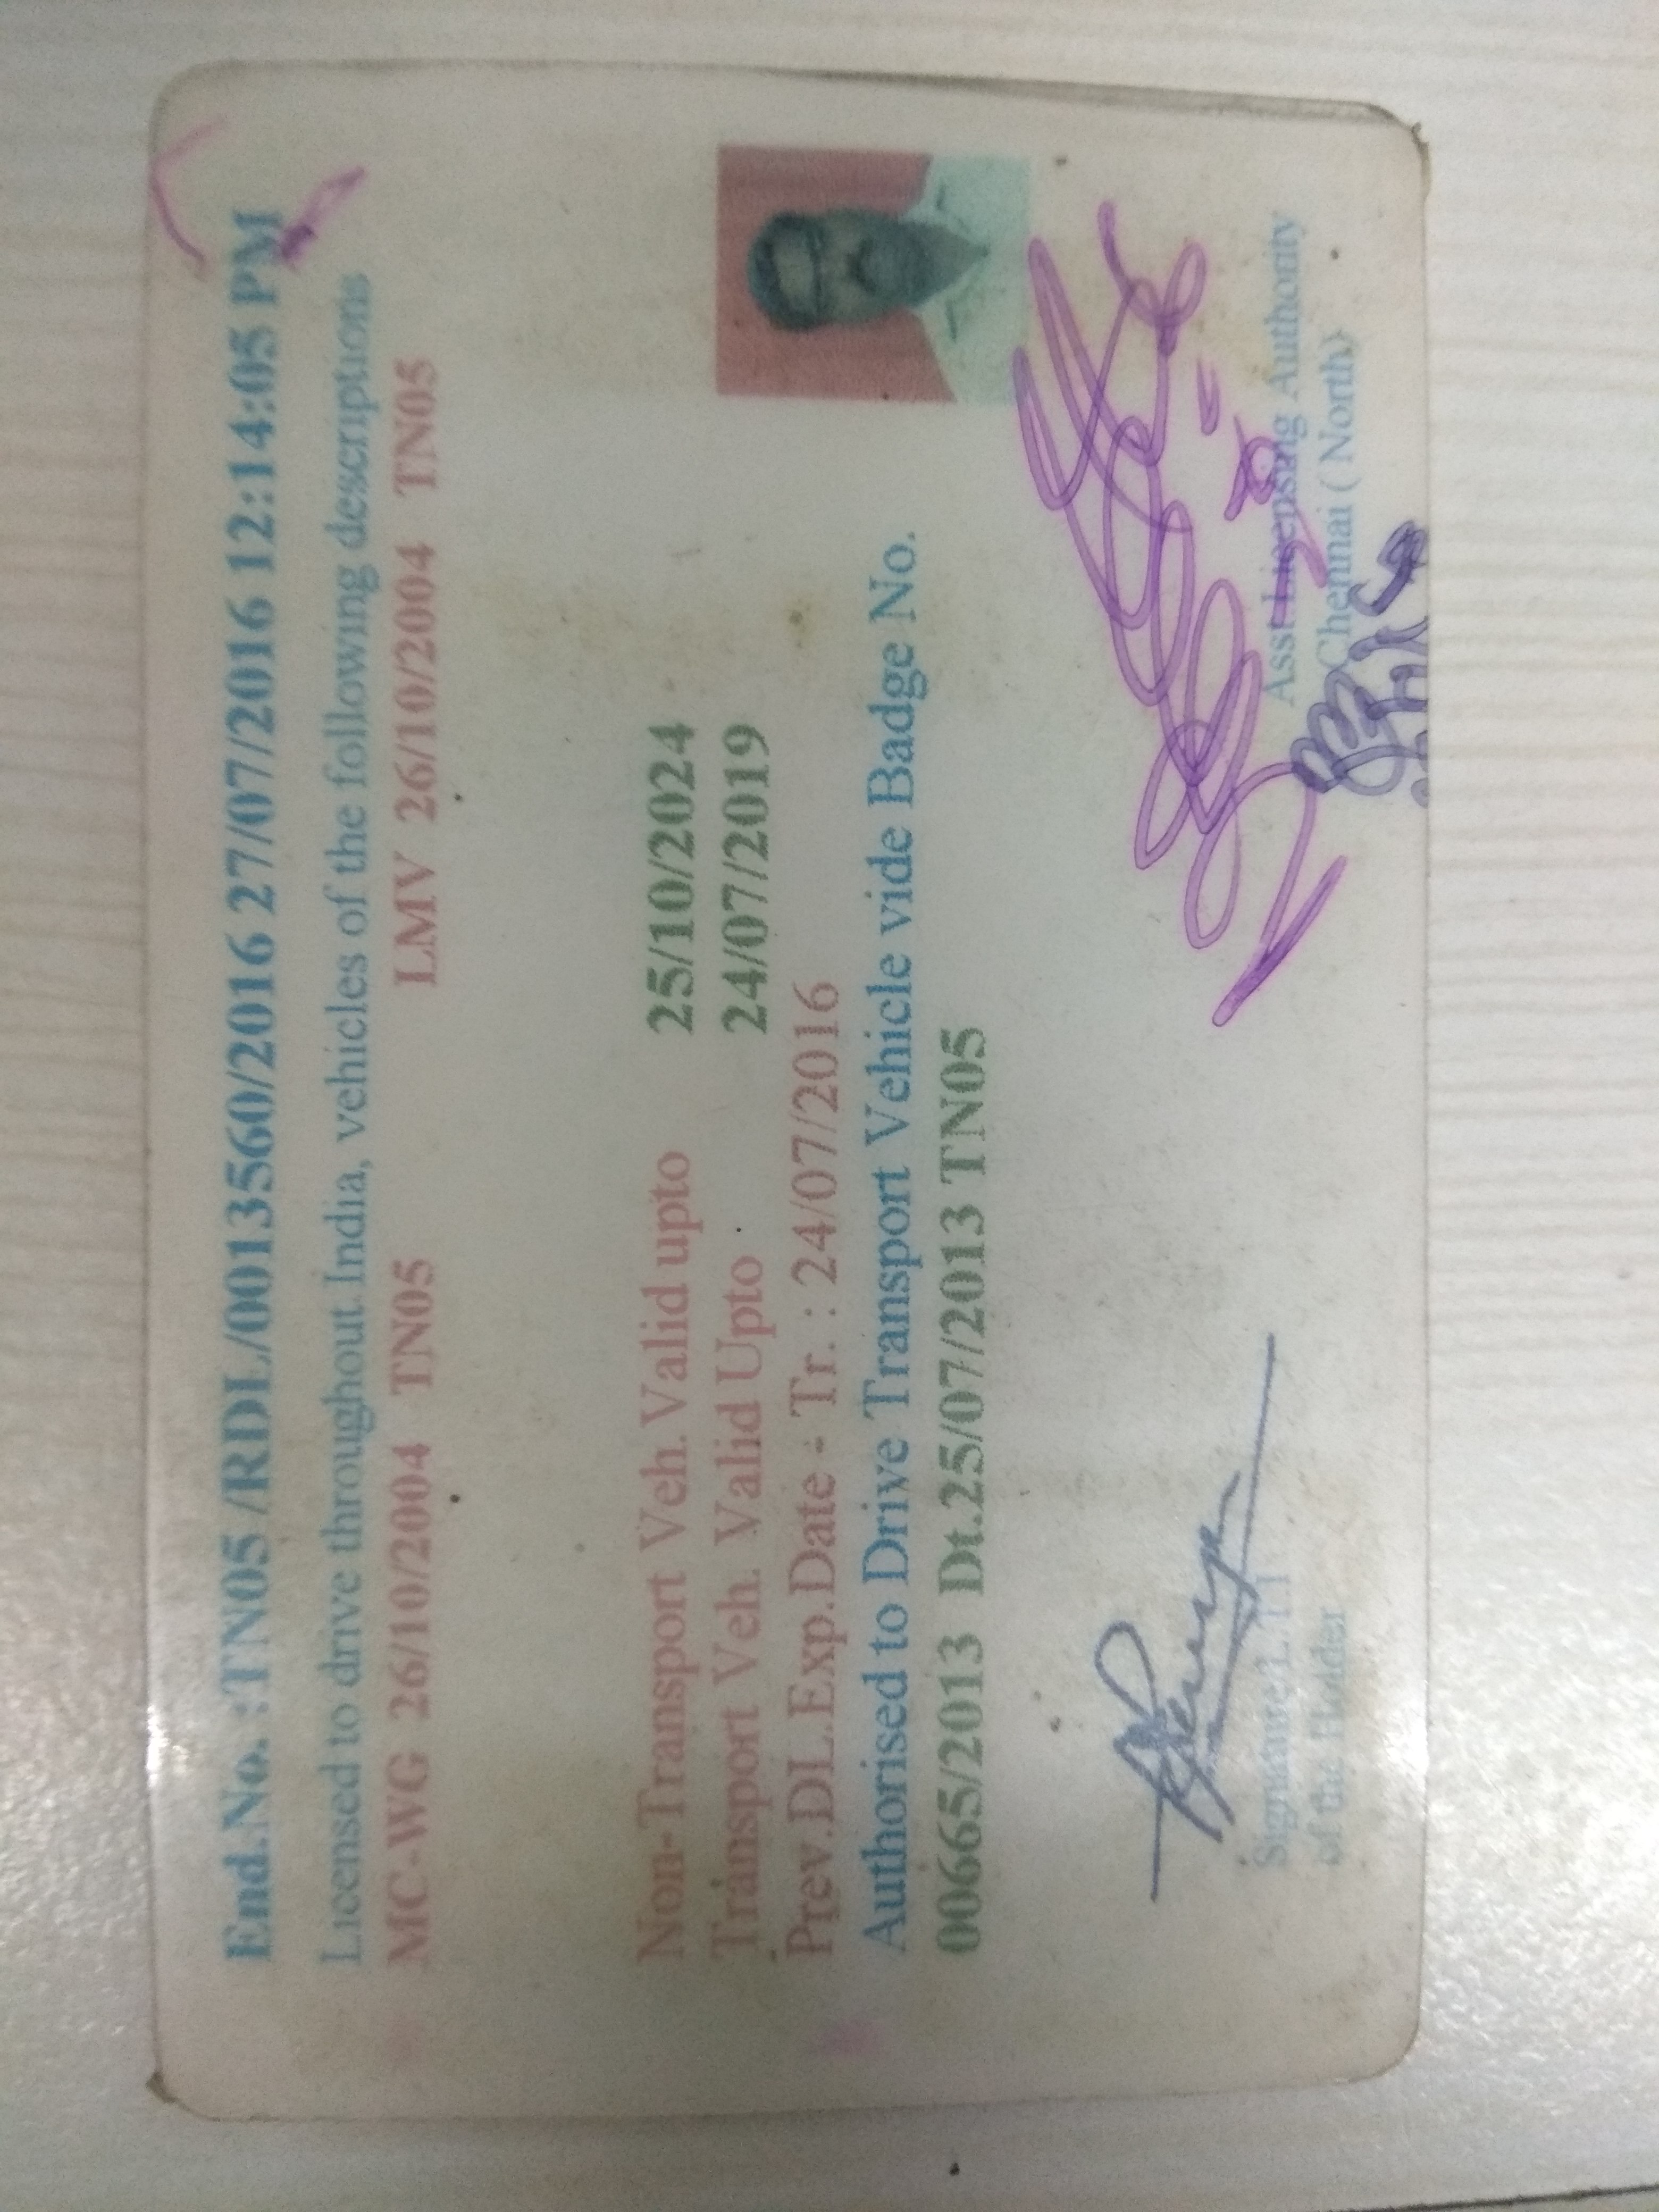 End.No. :TN05 /RDL/0013560/2016 27/07/2016 12:14:05 PM
Licensed to drive throughout India, vehicles of the following descriptions
MC-WG 26/10/2004 TN05 LMV 26/10/2004 TN05
Non-Transport Veh. Valid upto 25/10/2024
Transport Veh. Valid Upto 24/07/2019
Prev.DL.Exp.Date - Tr. : 24/07/2016
Authorised to Drive Transport Vehicle vide Badge No.
00665/2013 Dt.25/07/2013 TN05
Signature
of the Holder
Asst Licensing Authority
Chennai ( North)